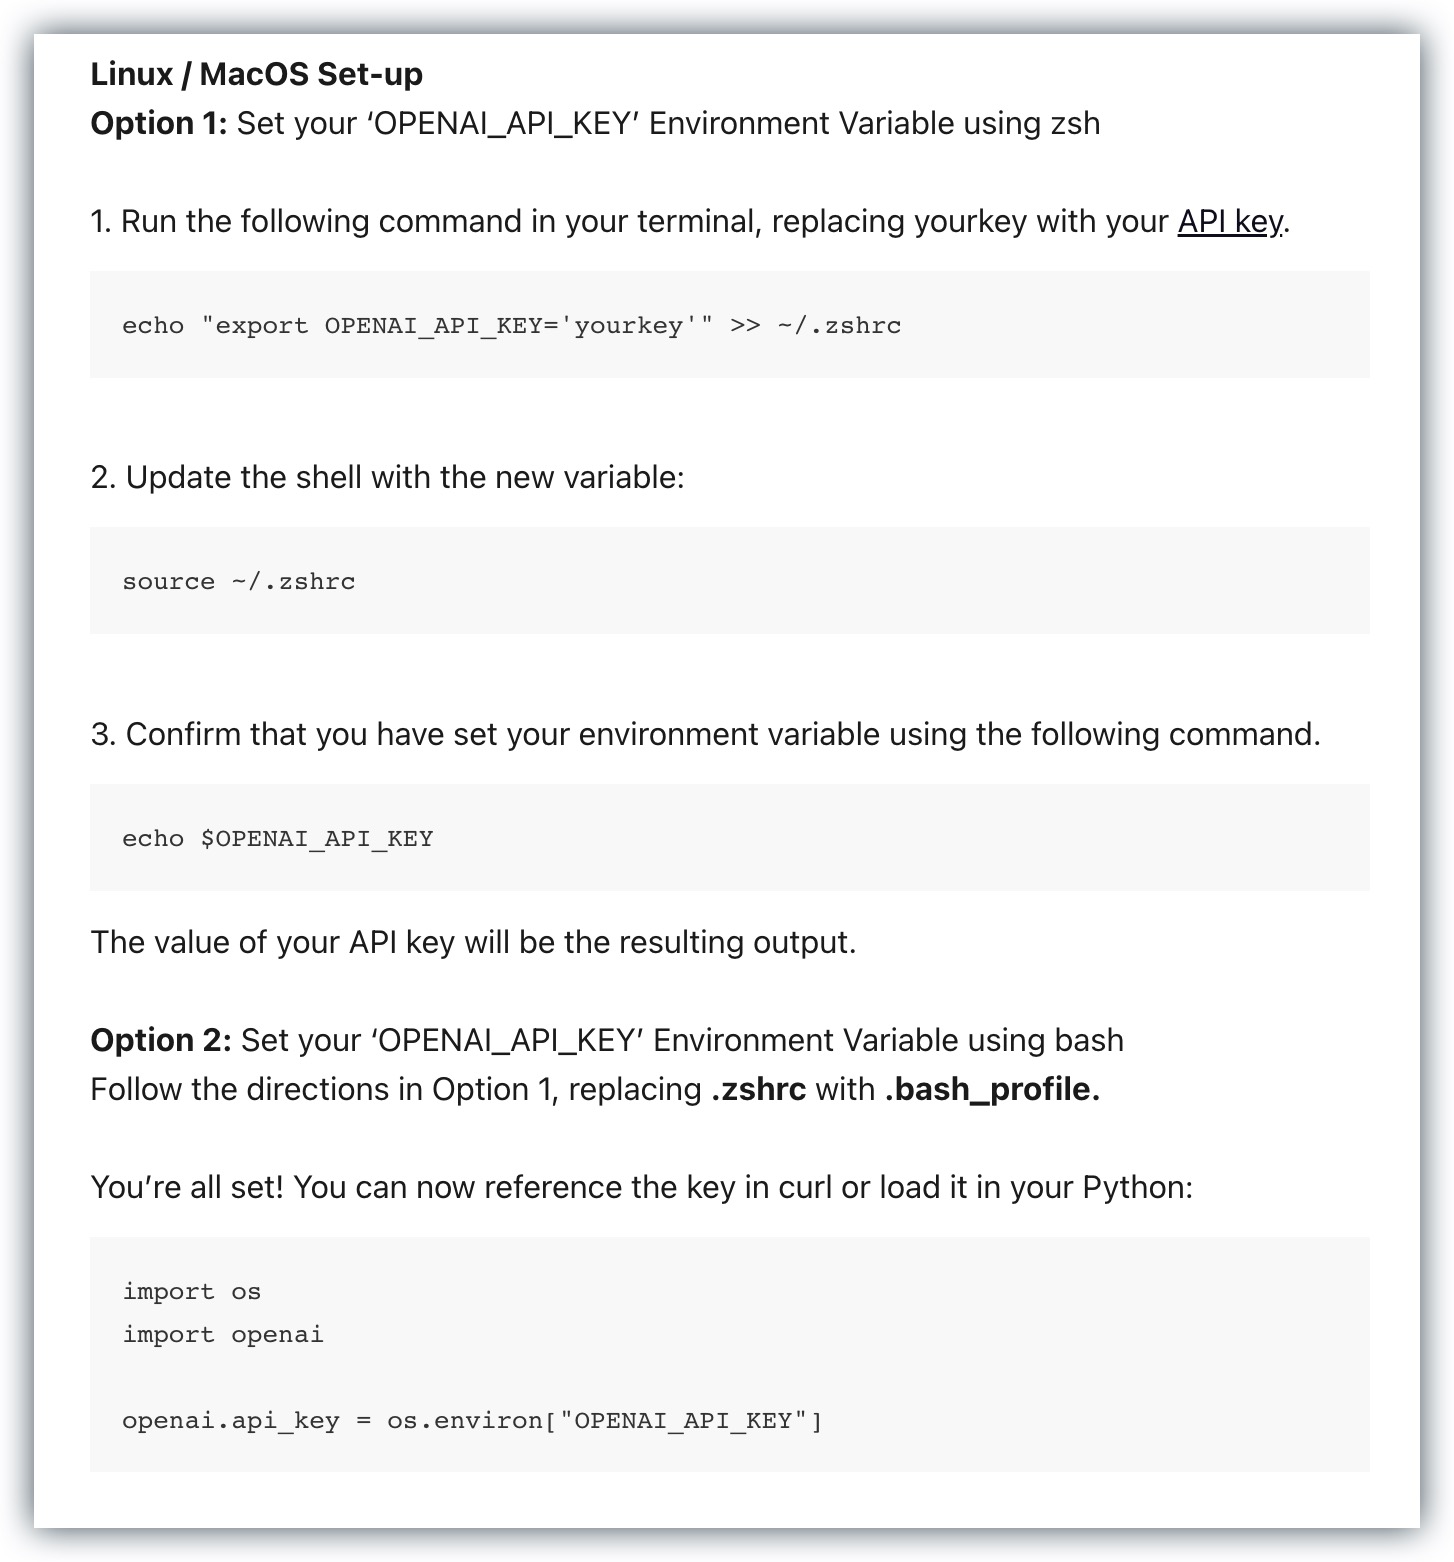 Linux / MacOS Set-up
Option 1: Set your ‘OPENAI_API_KEY’ Environment Variable using zsh
1. Run the following command in your terminal, replacing yourkey with your API key.
echo "export OPENAI_API_KEY='yourkey'" >> ~/.zshrc
2. Update the shell with the new variable:
source ~/.zshrc
3. Confirm that you have set your environment variable using the following command.
echo $OPENAI_API_KEY
The value of your API key will be the resulting output.
Option 2: Set your ‘OPENAI_API_KEY’ Environment Variable using bash
Follow the directions in Option 1, replacing .zshrc with .bash_profile.
You’re all set! You can now reference the key in curl or load it in your Python:
import os
import openai
openai.api_key = os.environ["OPENAI_API_KEY"]